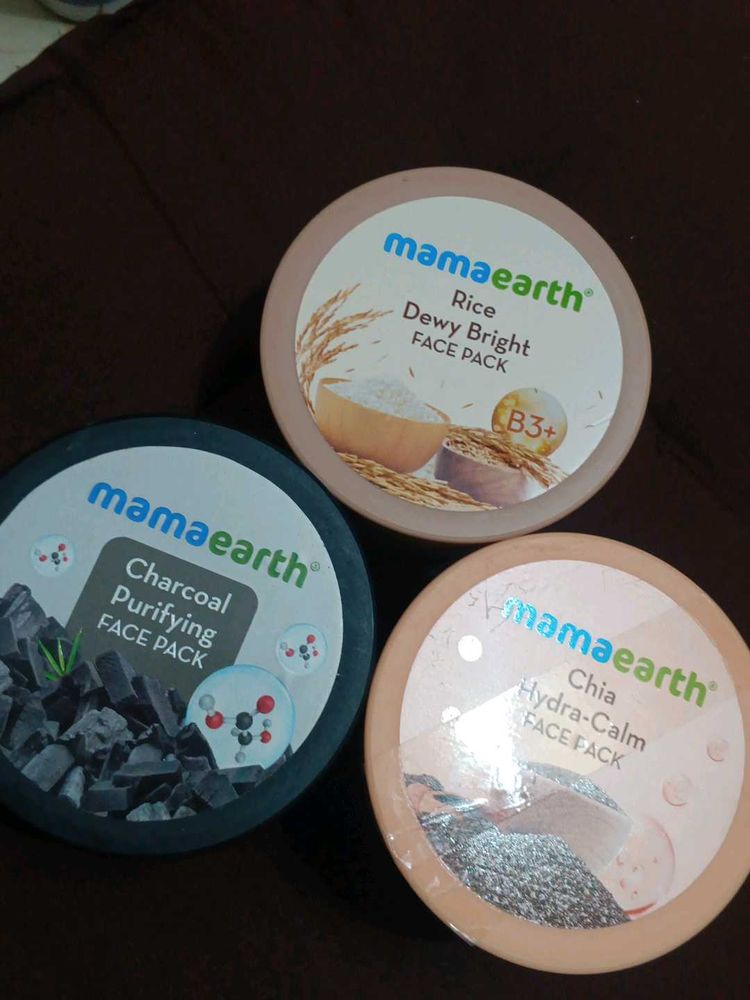 mamaearth®
Rice
Dewy Bright
FACE PACK
B3+
mamaearth®
Charcoal
Purifying
FACE PACK
mamaearth®
Chia
Hydra-Calm
FACE PACK